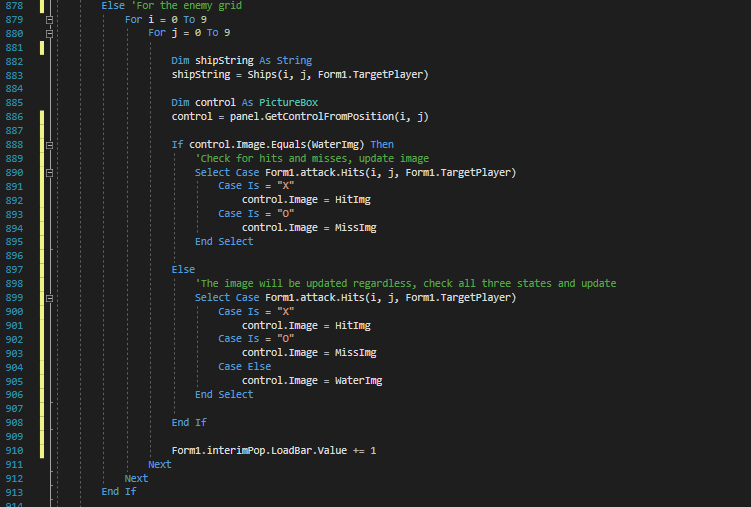 878 Else 'For the enemy grid
879 For i = 0 To 9
880 For j = 0 To 9
881
882 Dim shipString As String
883 shipString = Ships(i, j, Form1.TargetPlayer)
884
885 Dim control As PictureBox
886 control = panel.GetControlFromPosition(i, j)
887
888 If control.Image.Equals(WaterImg) Then
889 'Check for hits and misses, update image
890 Select Case Form1.attack.Hits(i, j, Form1.TargetPlayer)
891 Case Is = "X"
892 control.Image = HitImg
893 Case Is = "O"
894 control.Image = MissImg
895 End Select
896
897 Else
898 'The image will be updated regardless, check all three states and update
899 Select Case Form1.attack.Hits(i, j, Form1.TargetPlayer)
900 Case Is = "X"
901 control.Image = HitImg
902 Case Is = "O"
903 control.Image = MissImg
904 Case Else
905 control.Image = WaterImg
906 End Select
907
908 End If
909
910 Form1.interimPop.LoadBar.Value += 1
911 Next
912 Next
913 End If
914